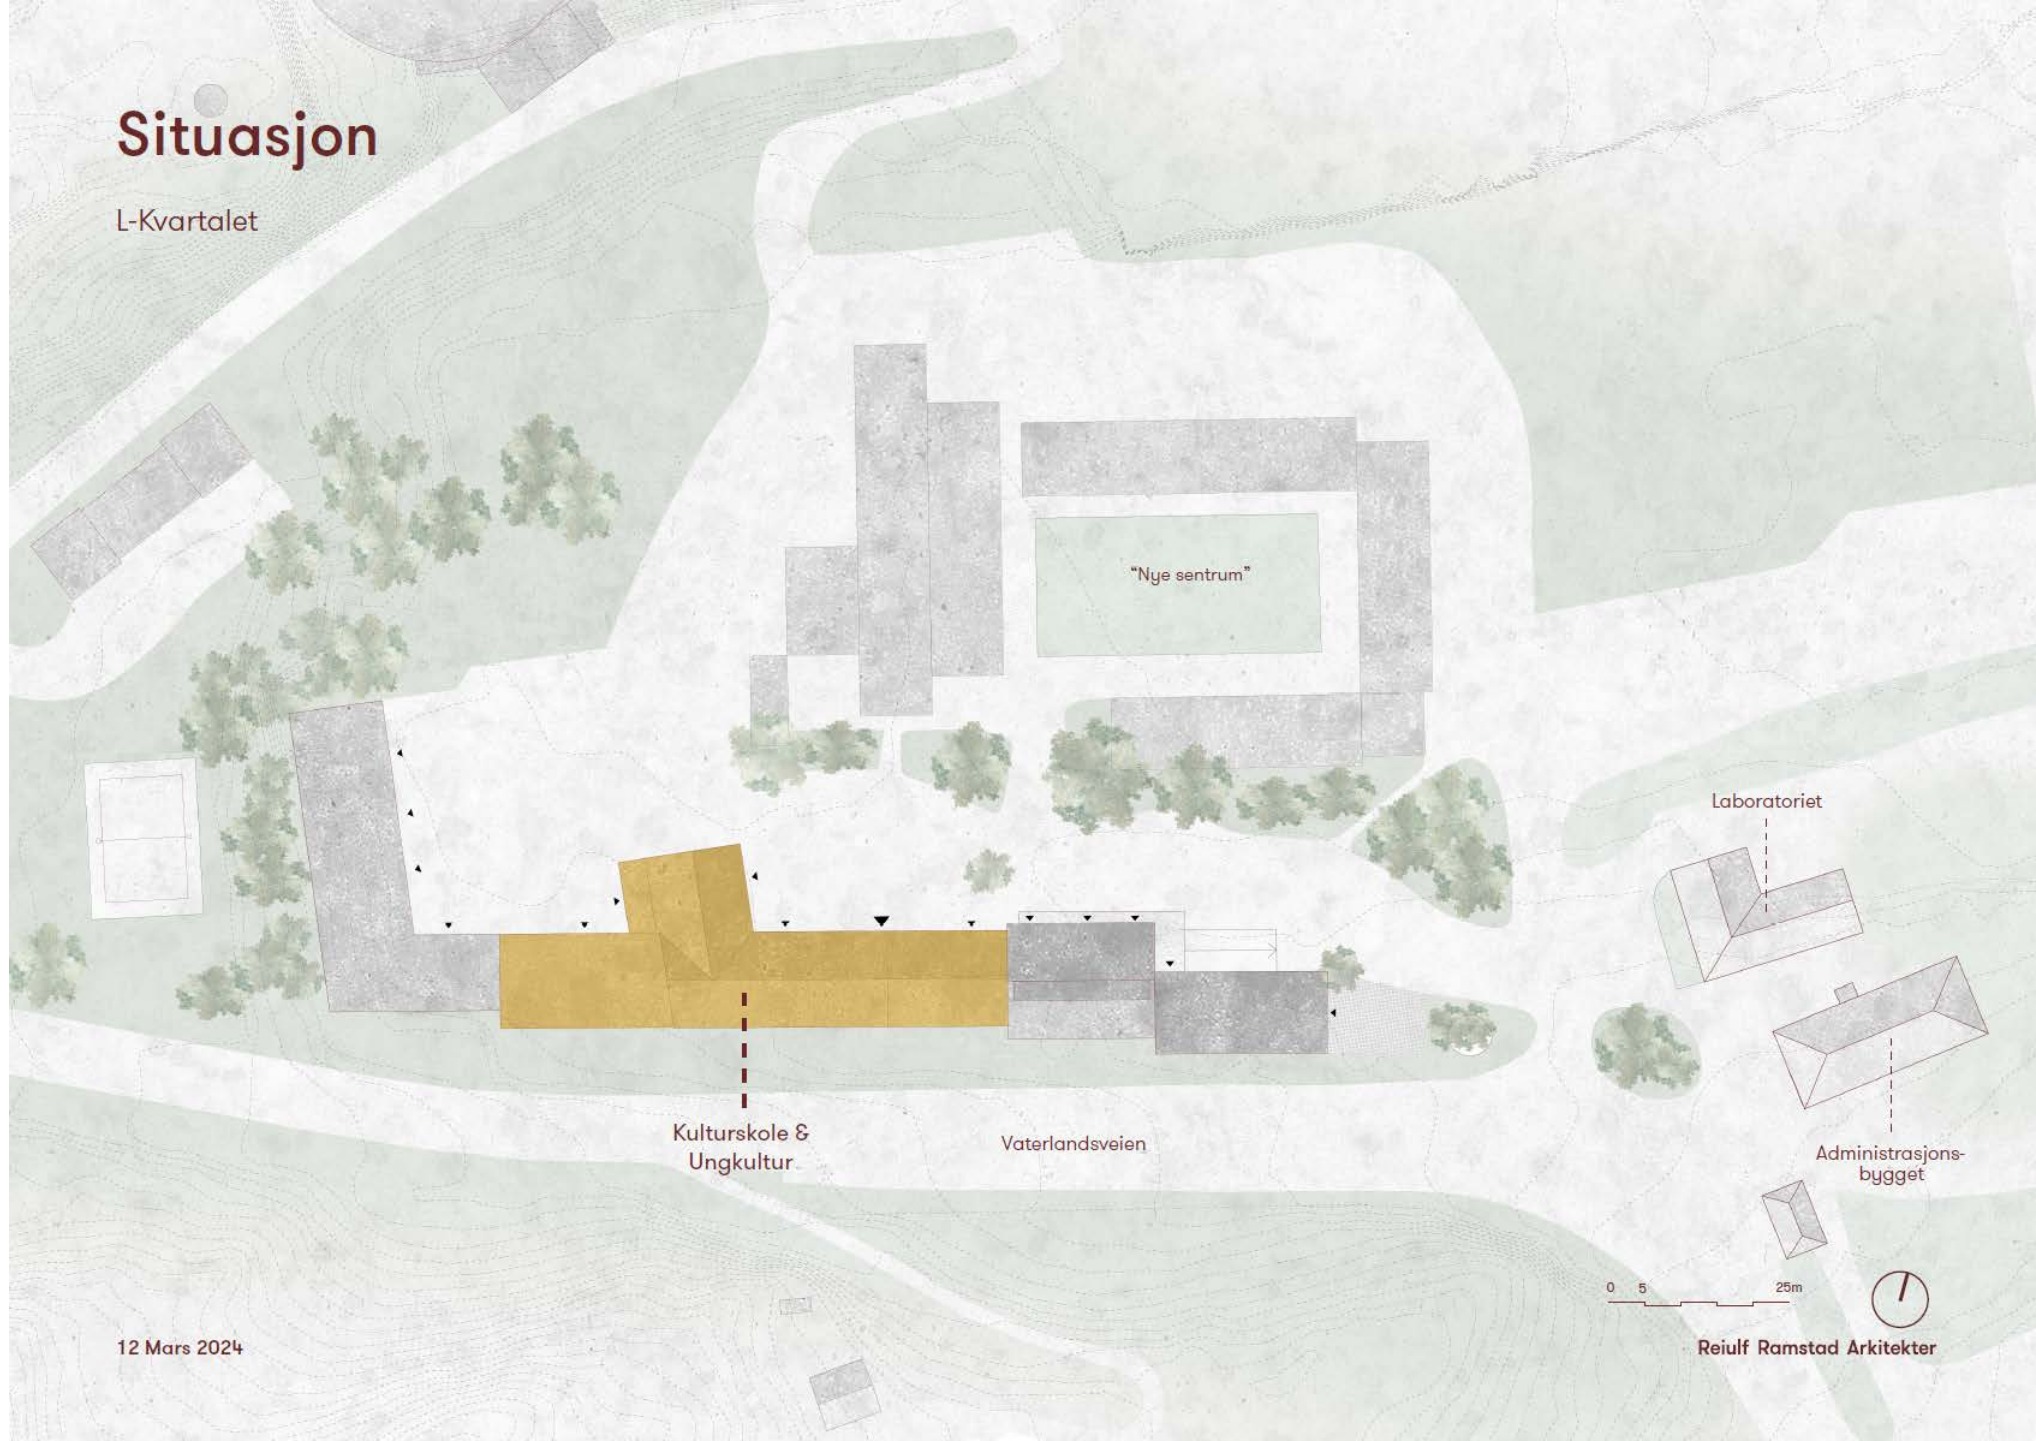 Situasjon
L-Kvartalet
“Nye sentrum”
Laboratoriet
Kulturskole &
Ungkultur
Vaterlandsveien
Administrasjons-
bygget
0 5 25m
12 Mars 2024
Reiulf Ramstad Arkitekter